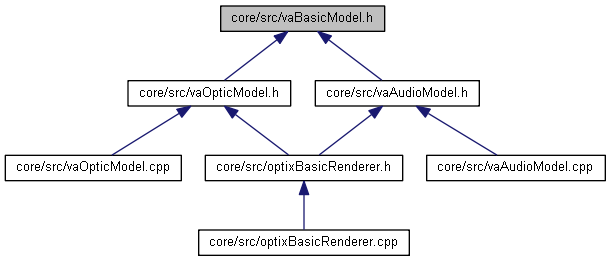 core/src/vaBasicModel.h
core/src/vaOpticModel.h
core/src/vaAudioModel.h
core/src/vaOpticModel.cpp
core/src/optixBasicRenderer.h
core/src/vaAudioModel.cpp
core/src/optixBasicRenderer.cpp